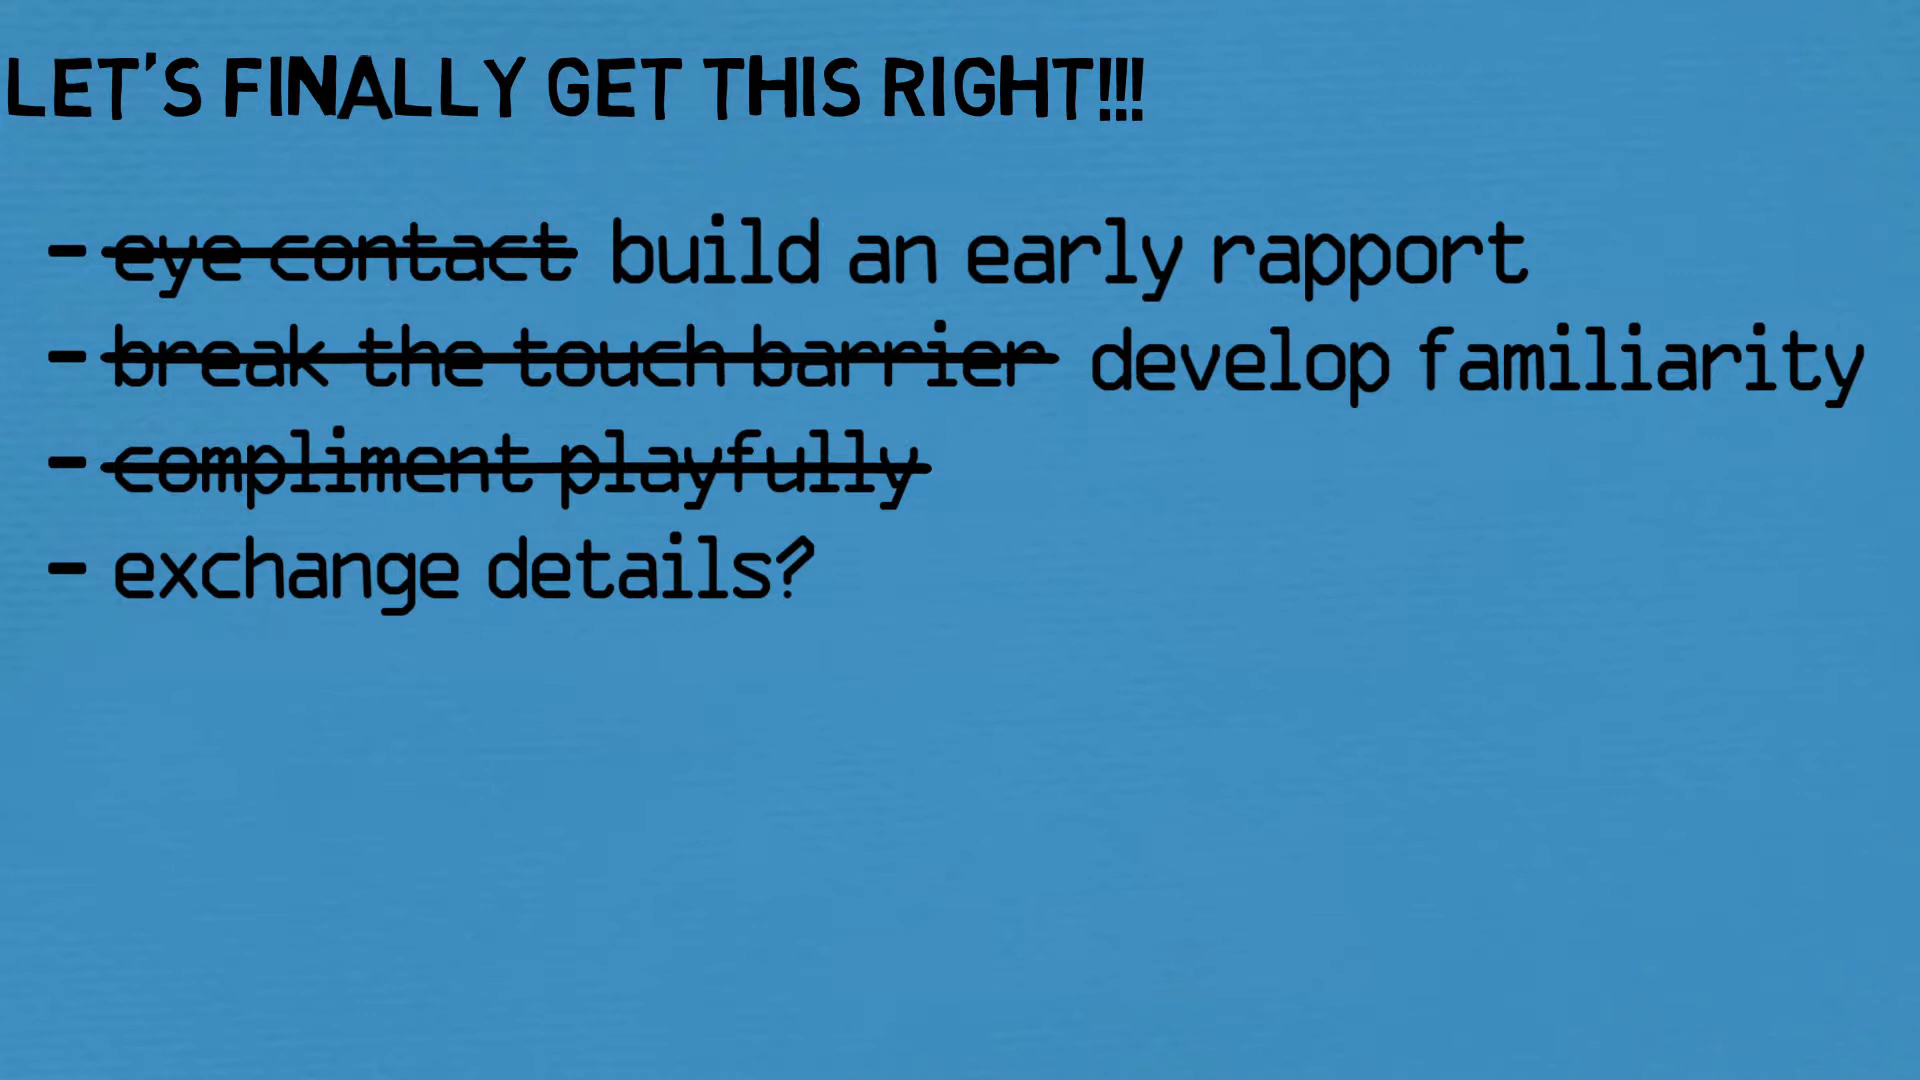 LET'S FINALLY GET THIS RIGHT!!!
- eye contact build an early rapport
- break the touch barrier develop familiarity
- compliment playfully
- exchange details?